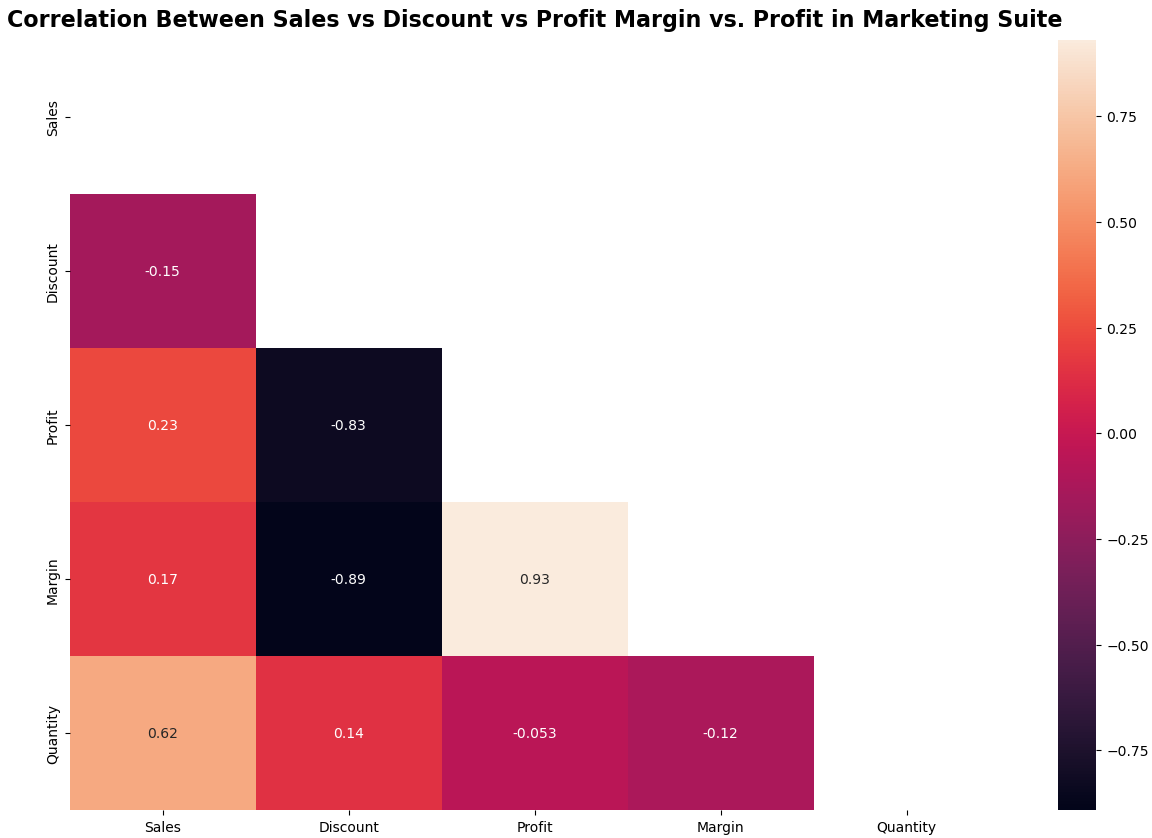 Correlation Between Sales vs Discount vs Profit Margin vs. Profit in Marketing Suite
Sales
Discount
-0.15
Profit
0.23 -0.83
Margin
0.17 -0.89 0.93
Quantity
0.62 0.14 -0.053 -0.12
Sales Discount Profit Margin Quantity
0.75
0.50
0.25
0.00
−0.25
−0.50
−0.75